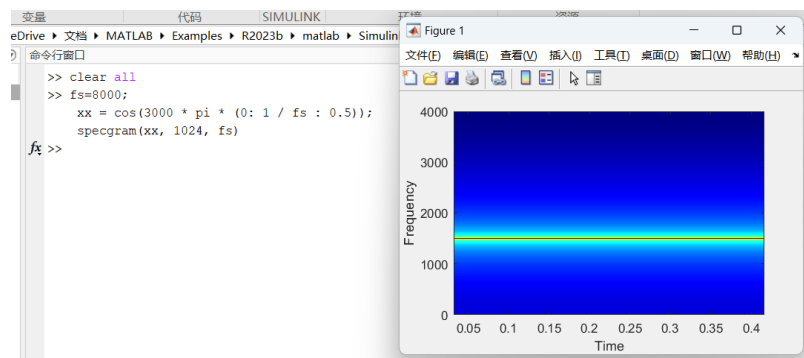 变量 代码 SIMULINK 环境 资源
eDrive ▸ 文档 ▸ MATLAB ▸ Examples ▸ R2023b ▸ matlab ▸ Simulin
命令行窗口
>> clear all
>> fs=8000;
xx = cos(3000 * pi * (0: 1 / fs : 0.5));
specgram(xx, 1024, fs)
fx >>
Figure 1
文件(F) 编辑(E) 查看(V) 插入(I) 工具(T) 桌面(D) 窗口(W) 帮助(H)
4000
3000
2000
1000
0
Frequency
0.05 0.1 0.15 0.2 0.25 0.3 0.35 0.4
Time